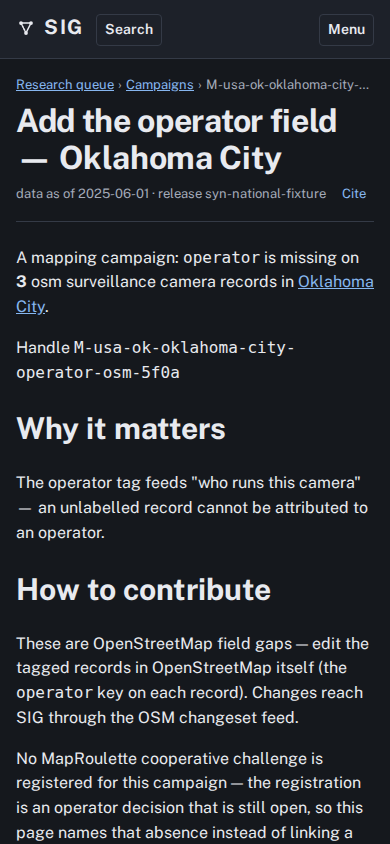 SIG
Search
Menu
Research queue › Campaigns › M-usa-ok-oklahoma-city-...
Add the operator field
— Oklahoma City
data as of 2025-06-01 · release syn-national-fixture Cite
A mapping campaign: operator is missing on
3 osm surveillance camera records in Oklahoma
City.
Handle M-usa-ok-oklahoma-city-
operator-osm-5f0a
Why it matters
The operator tag feeds "who runs this camera"
— an unlabelled record cannot be attributed to
an operator.
How to contribute
These are OpenStreetMap field gaps — edit the
tagged records in OpenStreetMap itself (the
operator key on each record). Changes reach
SIG through the OSM changeset feed.
No MapRoulette cooperative challenge is
registered for this campaign — the registration
is an operator decision that is still open, so this
page names that absence instead of linking a